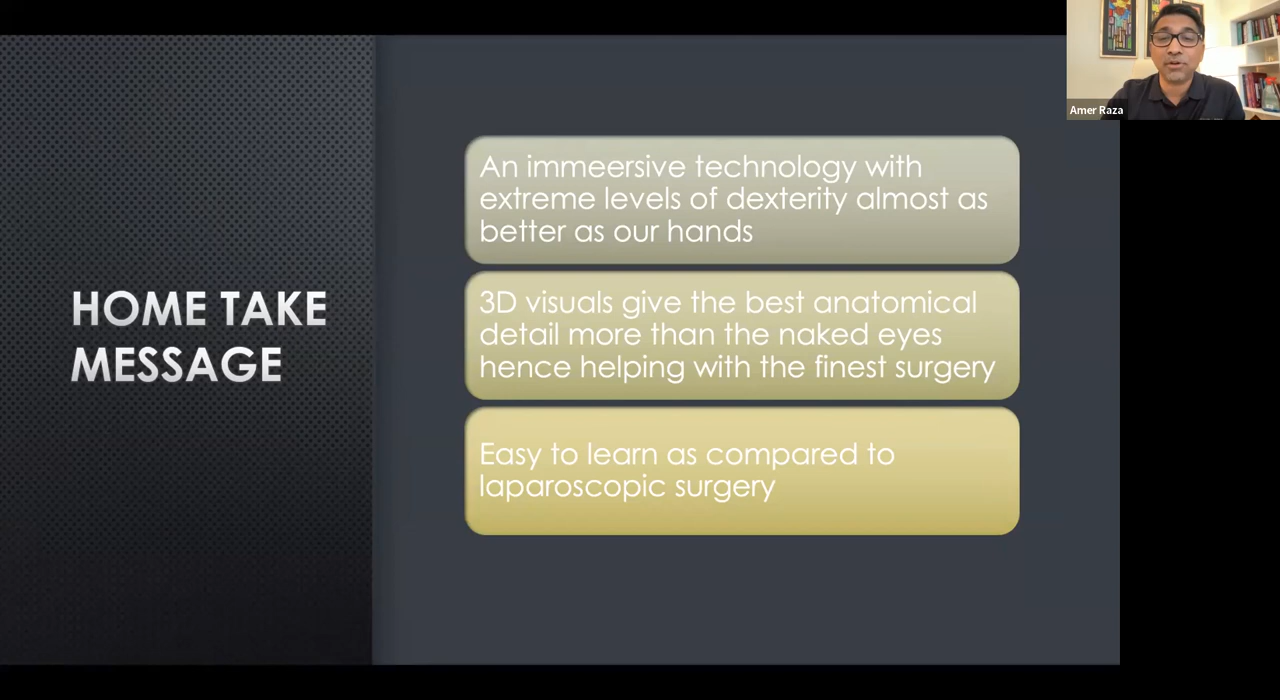 HOME TAKE
MESSAGE
An immeersive technology with
extreme levels of dexterity almost as
better as our hands
3D visuals give the best anatomical
detail more than the naked eyes
hence helping with the finest surgery
Easy to learn as compared to
laparoscopic surgery
Amer Raza